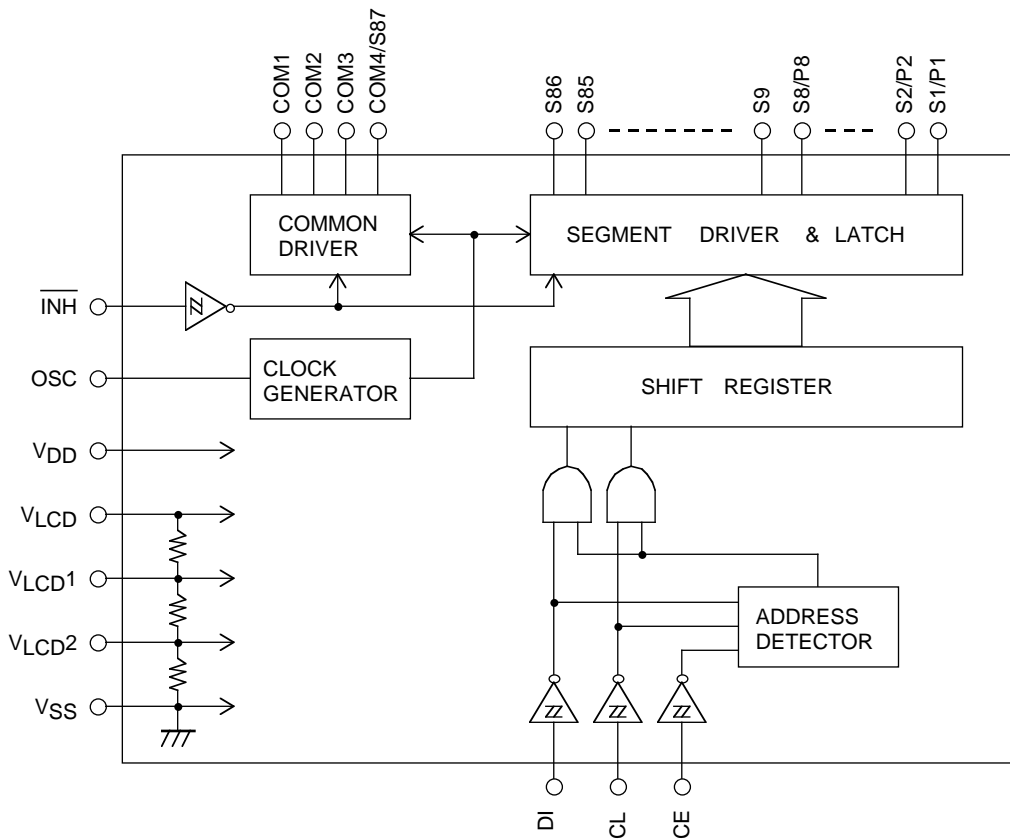 COM1
COM2
COM3
COM4/S87
S86
S85
S9
S8/P8
S2/P2
S1/P1
COMMON
DRIVER
SEGMENT DRIVER & LATCH
INH
OSC
CLOCK
GENERATOR
SHIFT REGISTER
VDD
VLCD
VLCD1
VLCD2
VSS
ADDRESS
DETECTOR
DI
CL
CE